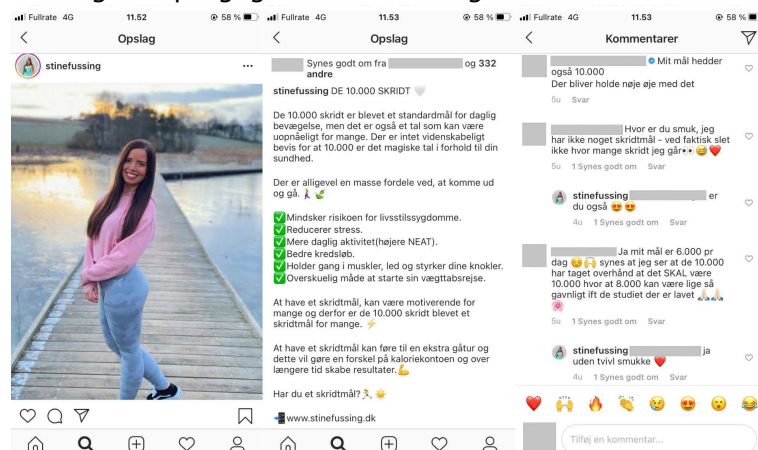 Fullrate 4G 11.52 58 %
Opslag
stinefussing
Fullrate 4G 11.53 58 %
Opslag
Synes godt om fra og 332
andre
stinefussing DE 10.000 SKRIDT 🤍
De 10.000 skridt er blevet et standardmål for daglig
bevægelse, men det er også et tal som kan være
uopnåeligt for mange. Der er intet videnskabeligt
bevis for at 10.000 er det magiske tal i forhold til din
sundhed.
Der er alligevel en masse fordele ved, at komme ud
og gå. 🚶‍♀️🍃
✅Mindsker risikoen for livsstilssygdomme.
✅Reducerer stress.
✅Mere daglig aktivitet(højere NEAT).
✅Bedre kredsløb.
✅Holder gang i muskler, led og styrker dine knokler.
✅Overskuelig måde at starte sin vægttabsrejse.
At have et skridtmål, kan være motiverende for
mange og derfor er de 10.000 skridt blevet et
skridtmål for mange. ⚡
At have et skridtmål kan føre til en ekstra gåtur og
dette vil gøre en forskel på kaloriekontoen og over
længere tid skabe resultater.💪
Har du et skridtmål?🏃‍♀️☀️
📲www.stinefussing.dk
Fullrate 4G 11.53 58 %
Kommentarer
Mit mål hedder
også 10.000
Der bliver holde nøje øje med det
5u Svar
Hvor er du smuk, jeg
har ikke noget skridtmål - ved faktisk slet
ikke hvor mange skridt jeg går👀😅❤️
5u 1 Synes godt om Svar
stinefussing er
du også 😍😍
4u 1 Synes godt om Svar
Ja mit mål er 6.000 pr
dag ☺️🙌🏻 synes at jeg ser at de 10.000
har taget overhånd at det SKAL være
10.000 hvor at 8.000 kan være lige så
gavnligt ift de studiet der er lavet 🙏🏻🙏🏻
🌸
5u 1 Synes godt om Svar
stinefussing ja
uden tvivl smukke ❤️
4u 1 Synes godt om Svar
Tilføj en kommentar...